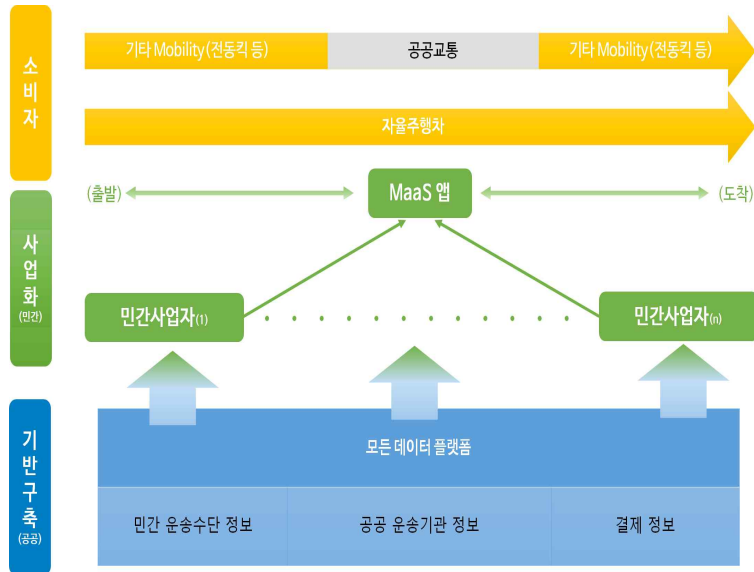 소비자
기타 Mobility(전동킥 등)
공공교통
기타 Mobility(전동킥 등)
자율주행차
사업화
(민간)
(출발)
MaaS 앱
(도착)
민간사업자(1)
민간사업자(n)
기반구축
(공공)
모든 데이터 플랫폼
민간 운송수단 정보
공공 운송기관 정보
결제 정보